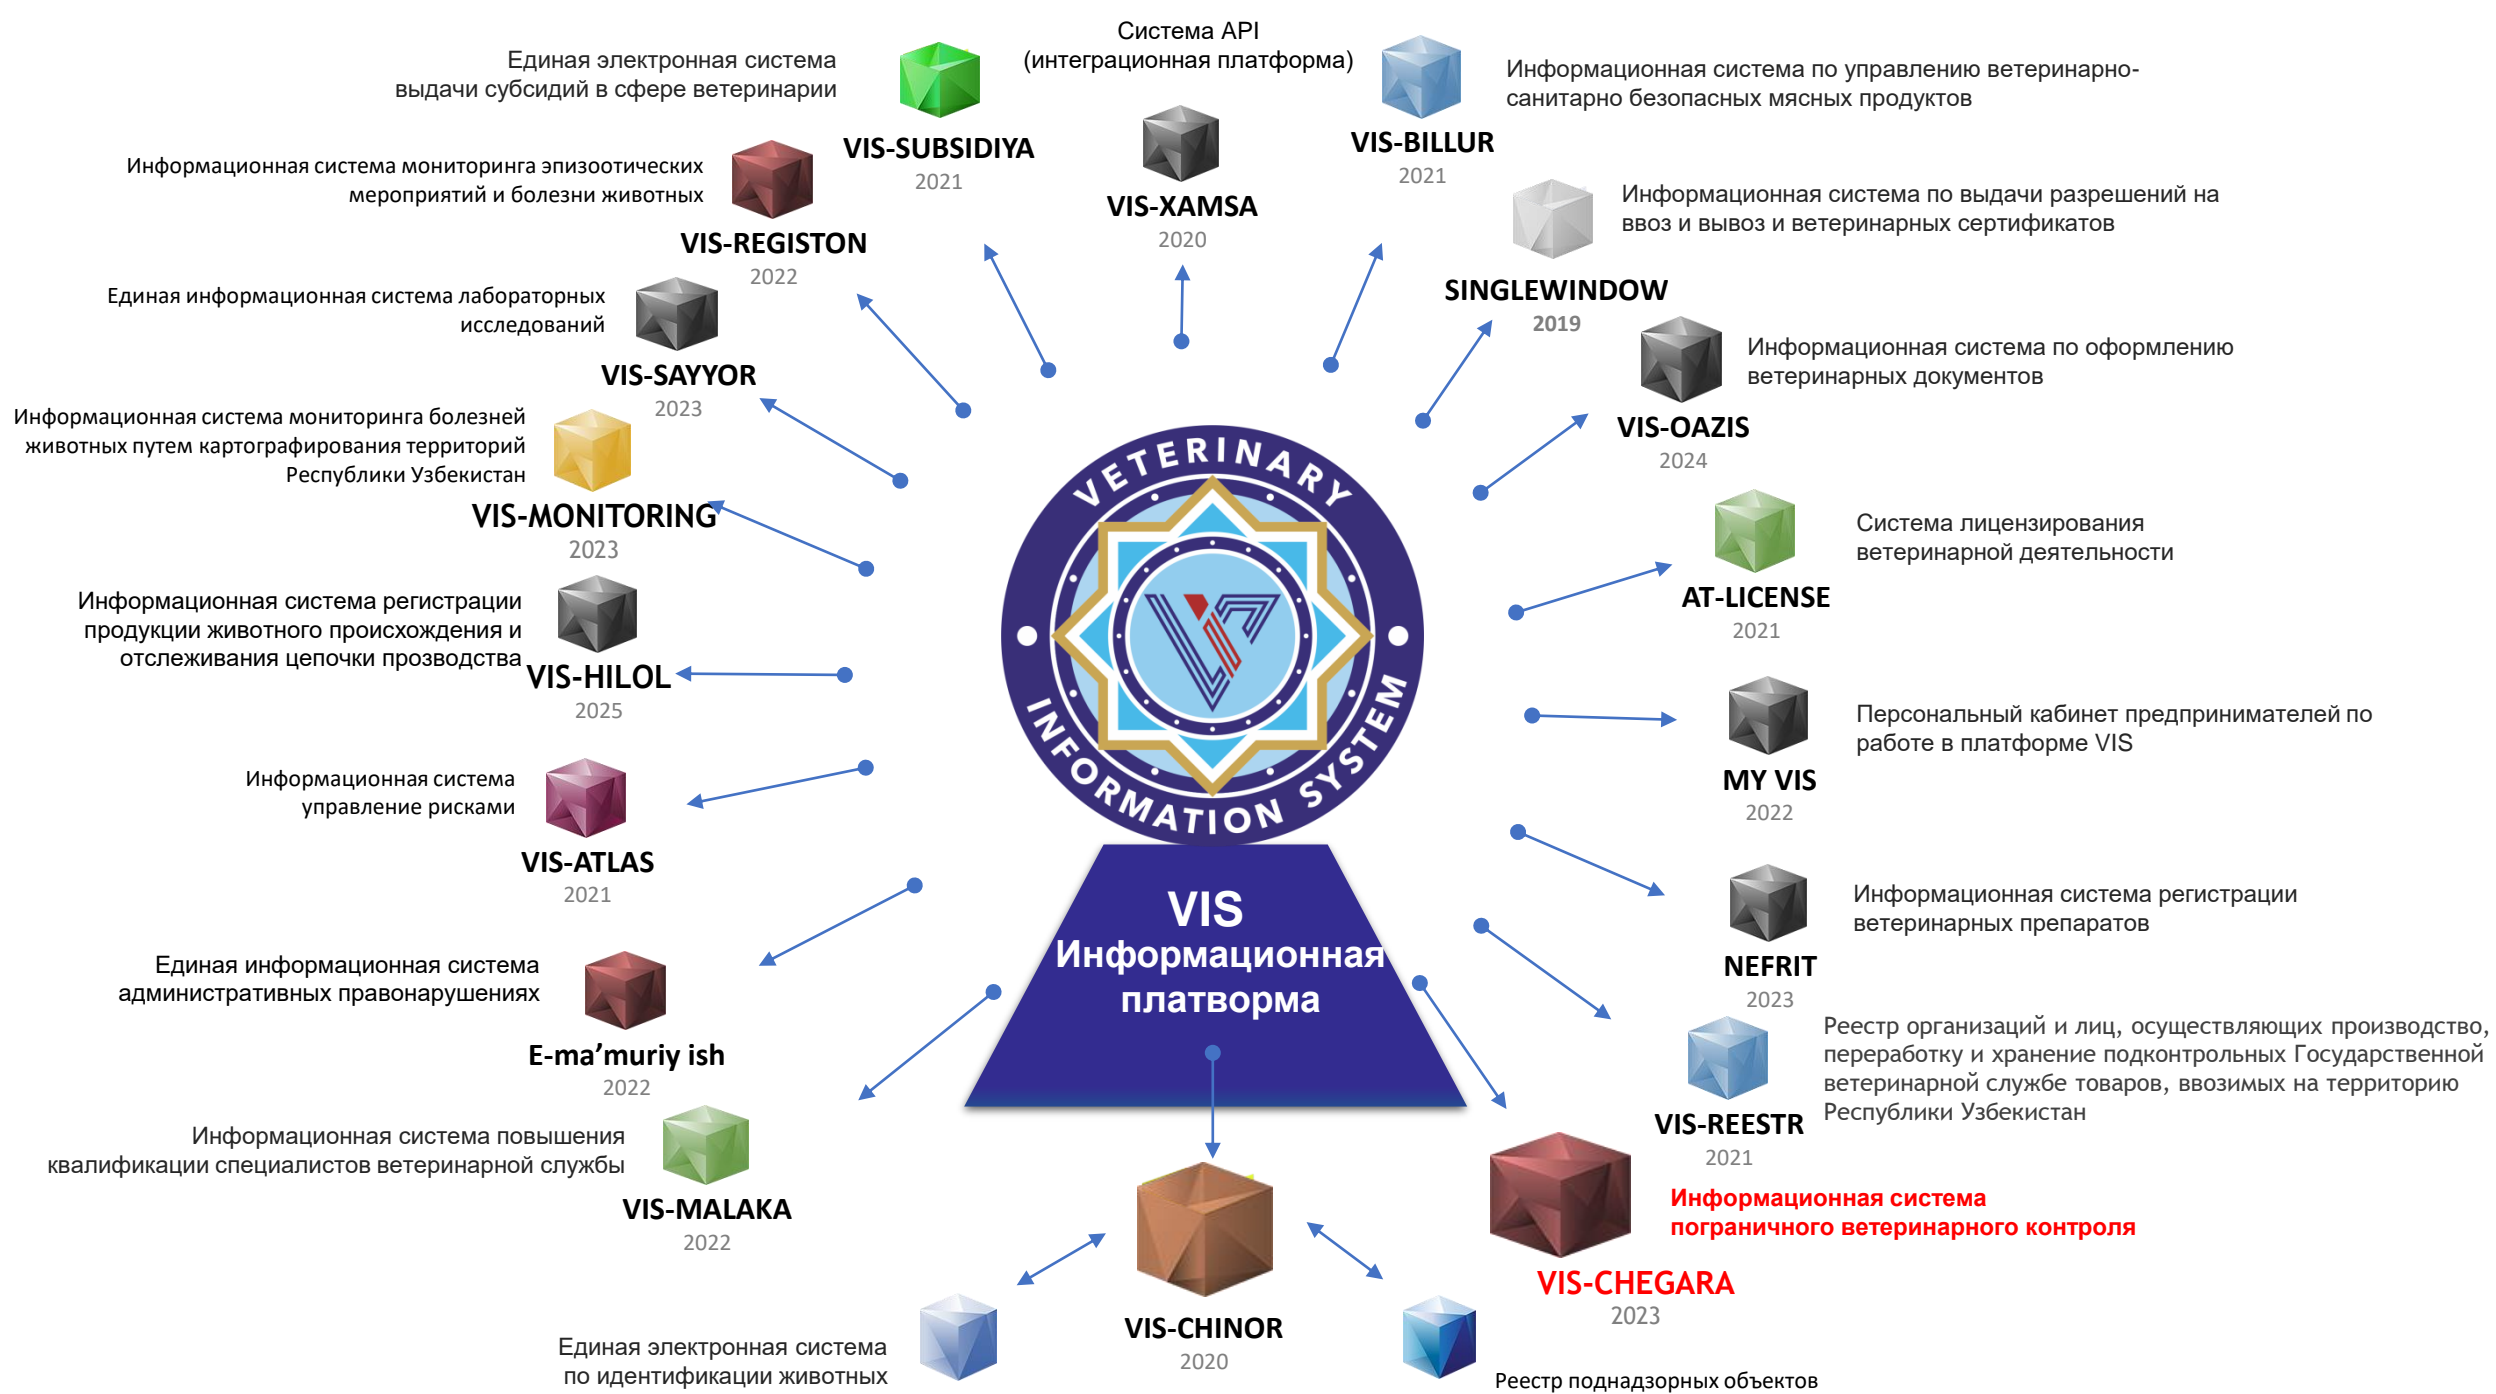 Система API
(интеграционная платформа)
VIS-XAMSA
2020
Единая электронная система
выдачи субсидий в сфере ветеринарии
VIS-SUBSIDIYA
2021
Информационная система по управлению ветеринарно-
санитарно безопасных мясных продуктов
VIS-BILLUR
2021
Информационная система мониторинга эпизоотических
мероприятий и болезни животных
VIS-REGISTON
2022
Информационная система по выдачи разрешений на
ввоз и вывоз и ветеринарных сертификатов
SINGLEWINDOW
2019
Единая информационная система лабораторных
исследований
VIS-SAYYOR
2023
Информационная система по оформлению
ветеринарных документов
VIS-OAZIS
2024
Информационная система мониторинга болезней
животных путем картографирования территорий
Республики Узбекистан
VIS-MONITORING
2023
Система лицензирования
ветеринарной деятельности
AT-LICENSE
2021
Информационная система регистрации
продукции животного происхождения и
отслеживания цепочки прозводства
VIS-HILOL
2025
VETERINARY
INFORMATION SYSTEM
Персональный кабинет предпринимателей по
работе в платформе VIS
MY VIS
2022
Информационная система
управление рисками
VIS-ATLAS
2021
VIS
Информационная
платворма
Информационная система регистрации
ветеринарных препаратов
NEFRIT
2023
Единая информационная система
административных правонарушениях
E-ma’muriy ish
2022
Реестр организаций и лиц, осуществляющих производство,
переработку и хранение подконтрольных Государственной
ветеринарной службе товаров, ввозимых на территорию
Республики Узбекистан
VIS-REESTR
2021
Информационная система повышения
квалификации специалистов ветеринарной службы
VIS-MALAKA
2022
Информационная система
пограничного ветеринарного контроля
VIS-CHEGARA
2023
VIS-CHINOR
2020
Единая электронная система
по идентификации животных
Реестр поднадзорных объектов